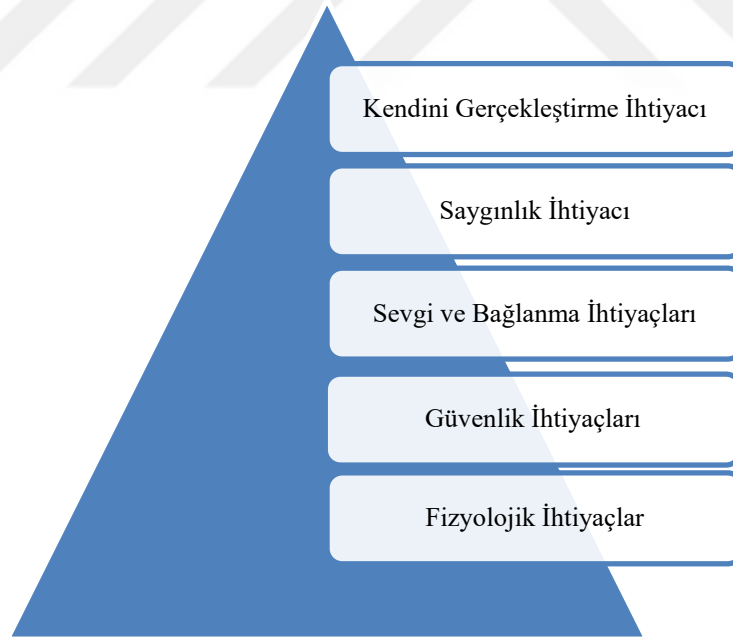 Kendini Gerçekleştirme İhtiyacı
Saygınlık İhtiyacı
Sevgi ve Bağlanma İhtiyaçları
Güvenlik İhtiyaçları
Fizyolojik İhtiyaçlar